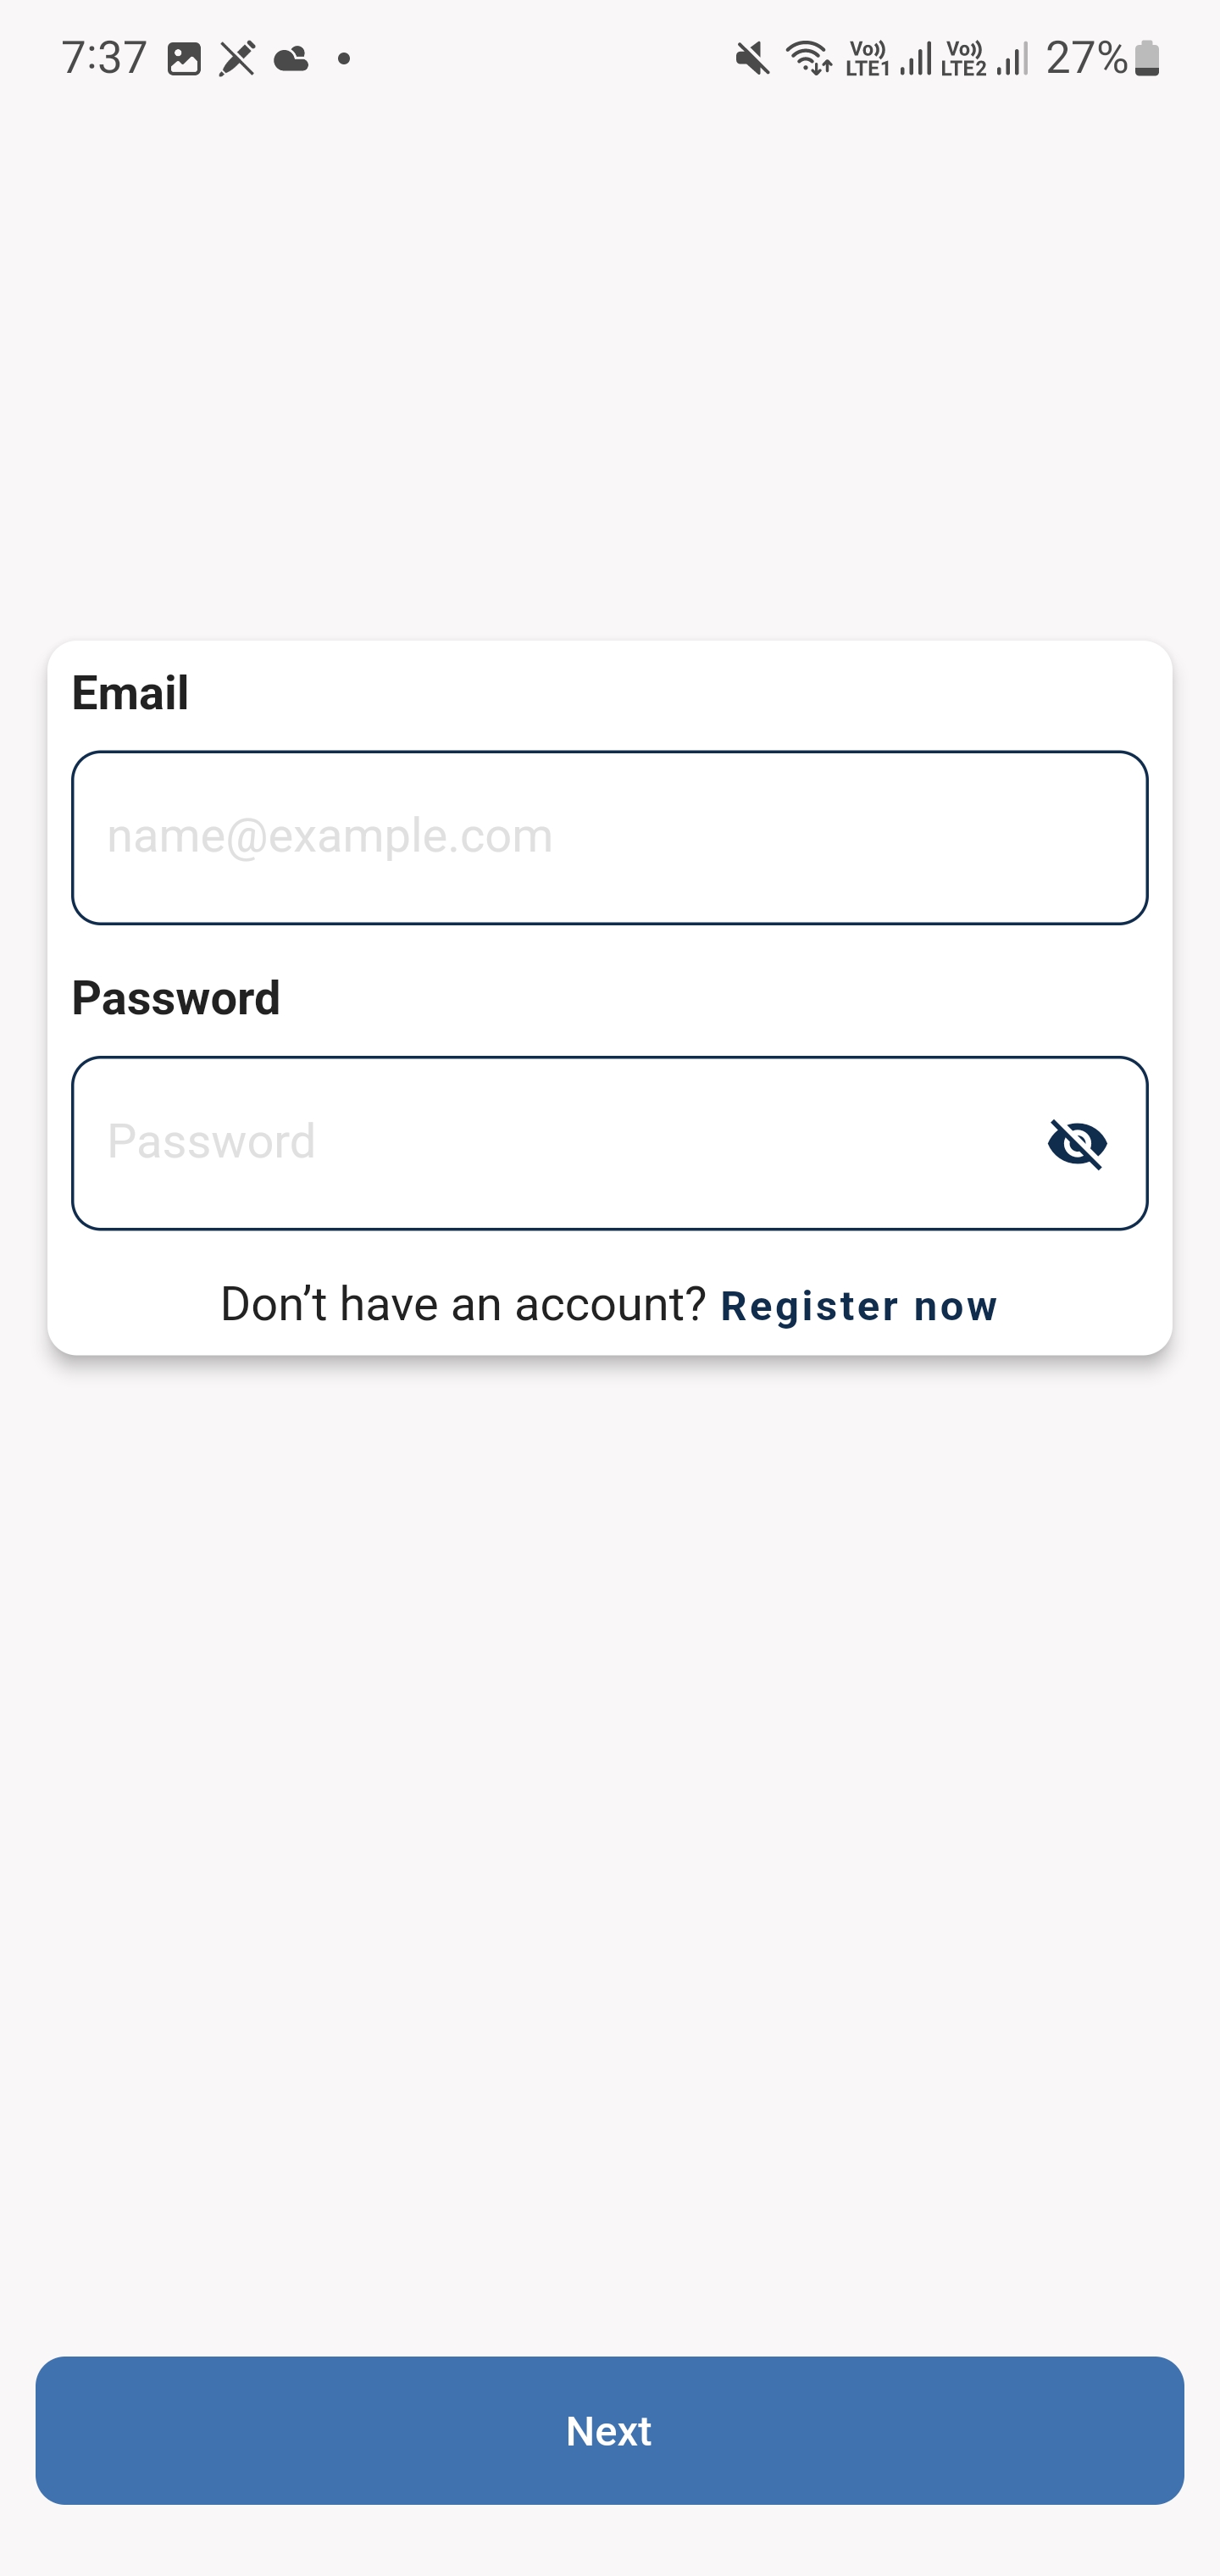 7:37 Vo)) LTE1 Vo)) LTE2 27%
Email
name@example.com
Password
Password
Don’t have an account? Register now
Next